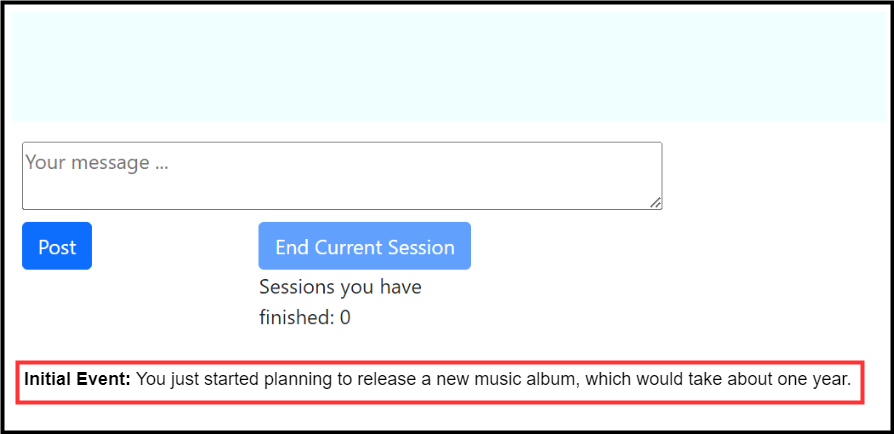 Your message ...
Post
End Current Session
Sessions you have
finished: 0
Initial Event: You just started planning to release a new music album, which would take about one year.